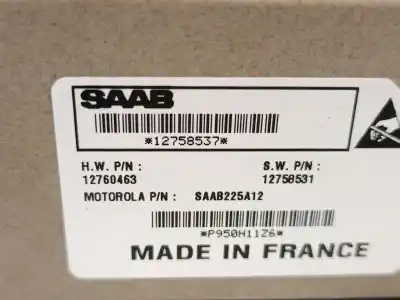 SAAB
*12758537*
H.W. P/N : S.W. P/N :
12760463 12758531
MOTOROLA P/N : SAAB225A12
*P950H11Z6*
MADE IN FRANCE